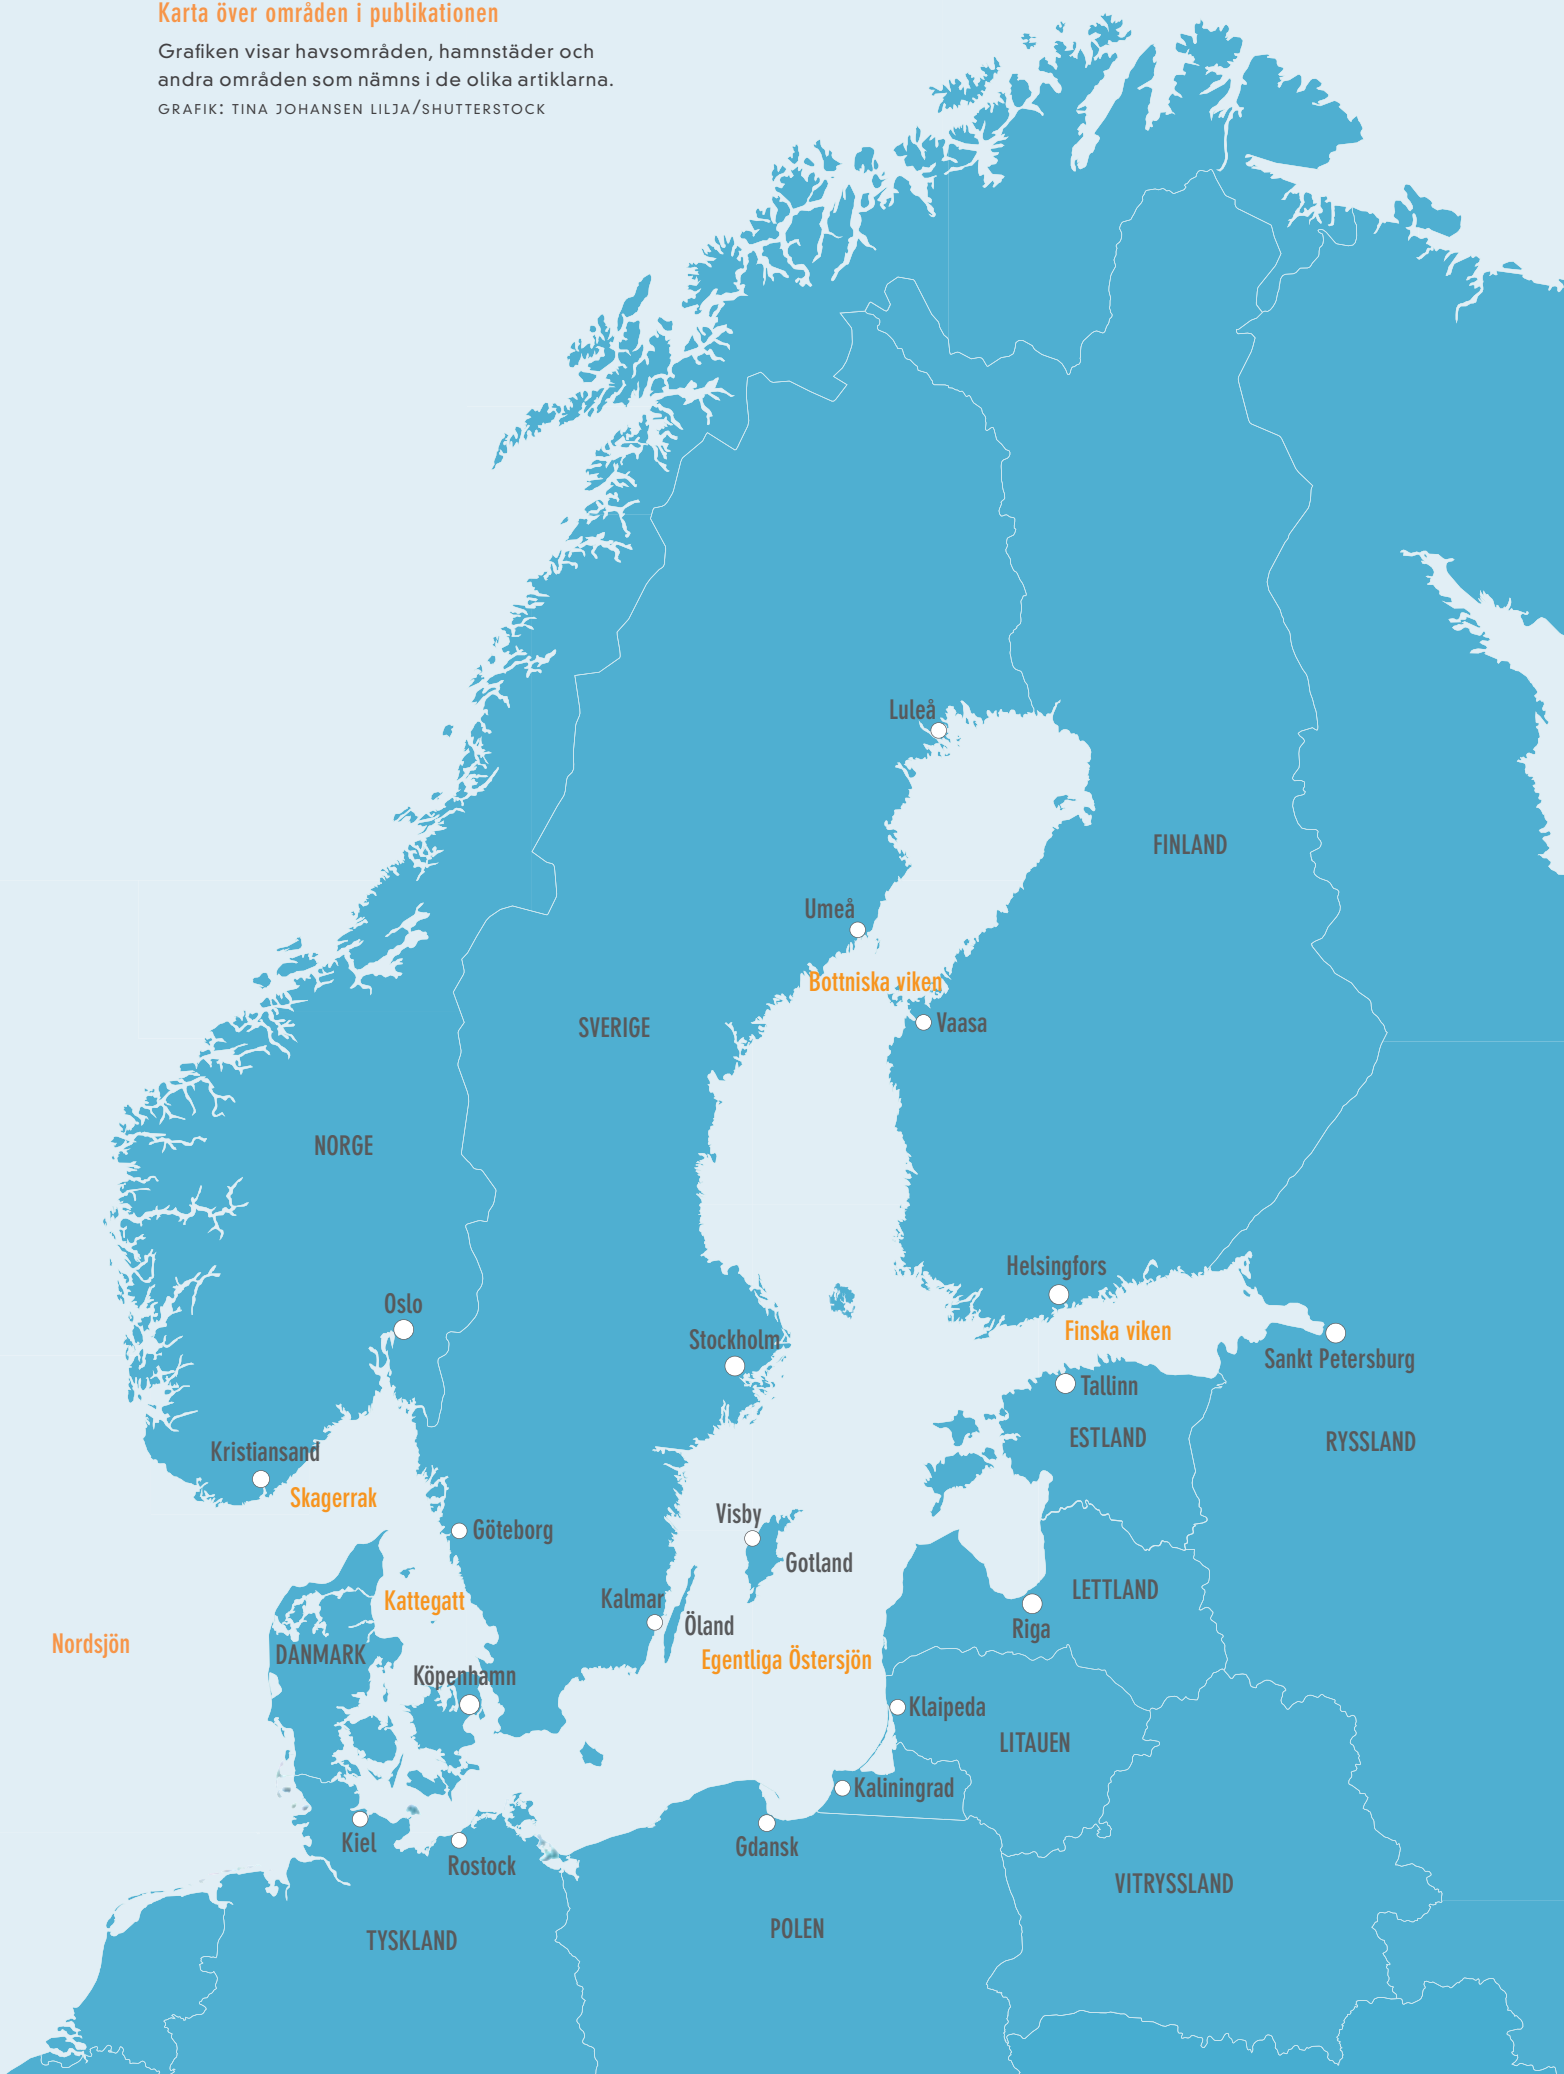 Karta över områden i publikationen
Grafiken visar havsområden, hamnstäder och
andra områden som nämns i de olika artiklarna.
GRAFIK: TINA JOHANSEN LILJA/SHUTTERSTOCK
Luleå
FINLAND
Umeå
Bottniska viken
Vaasa
SVERIGE
NORGE
Helsingfors
Oslo
Finska viken
Stockholm
Sankt Petersburg
Tallinn
ESTLAND
RYSSLAND
Kristiansand
Skagerrak
Visby
Göteborg
Gotland
LETTLAND
Kattegatt
Kalmar
Öland
Riga
Nordsjön
DANMARK
Egentliga Östersjön
Köpenhamn
Klaipeda
LITAUEN
Kaliningrad
Kiel
Gdansk
Rostock
VITRYSSLAND
POLEN
TYSKLAND